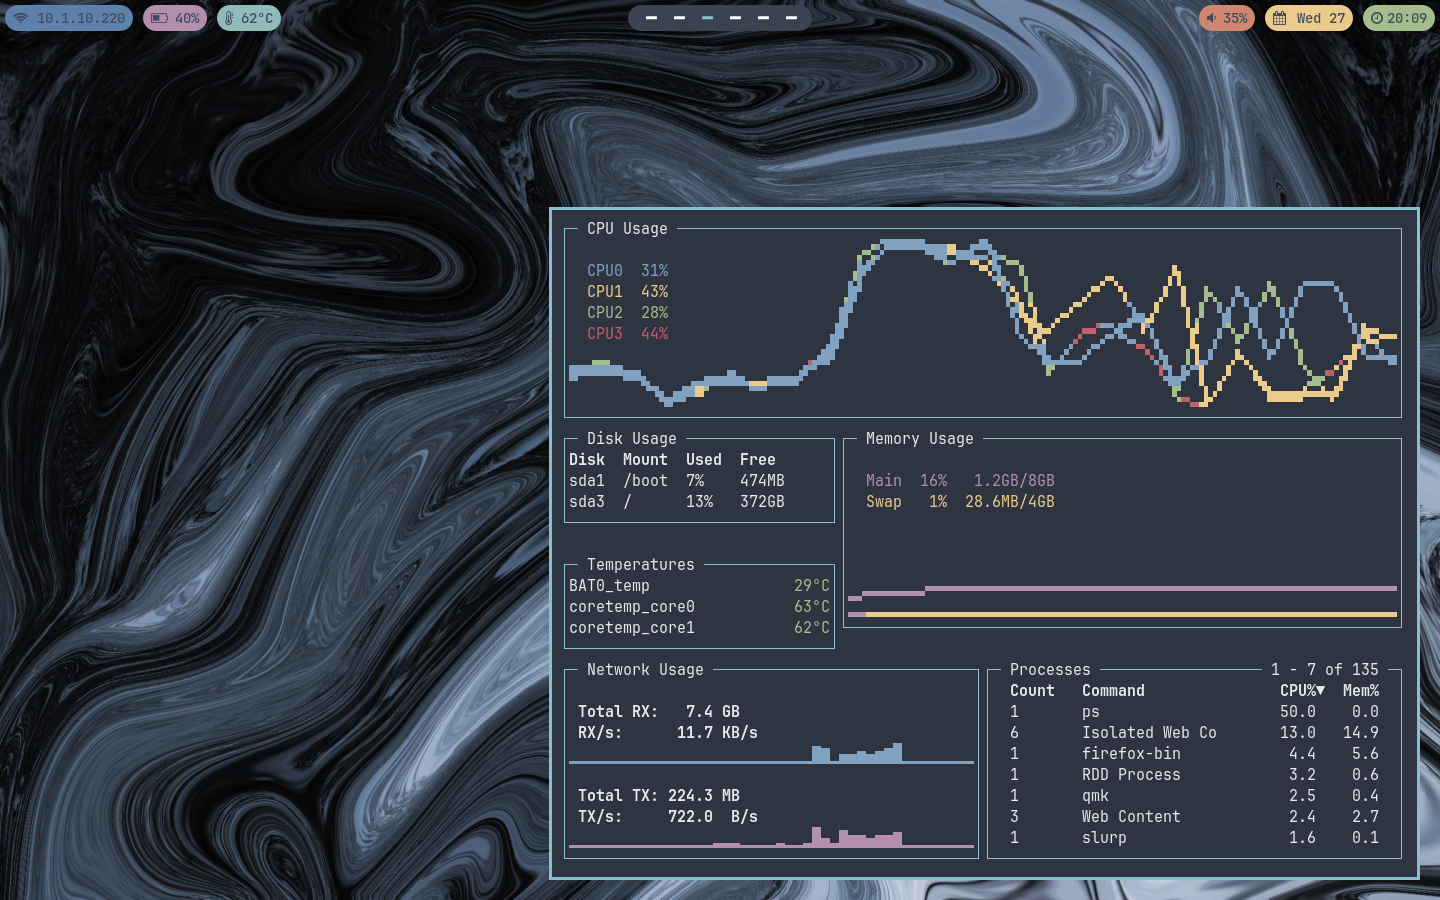 10.1.10.220 40% 62°C 35% Wed 27 20:09
CPU Usage
CPU0 31%
CPU1 43%
CPU2 28%
CPU3 44%
Disk Usage
Disk Mount Used Free
sda1 /boot 7% 474MB
sda3 / 13% 372GB
Memory Usage
Main 16% 1.2GB/8GB
Swap 1% 28.6MB/4GB
Temperatures
BAT0_temp 29°C
coretemp_core0 63°C
coretemp_core1 62°C
Network Usage
Total RX: 7.4 GB
RX/s: 11.7 KB/s
Total TX: 224.3 MB
TX/s: 722.0 B/s
Processes 1 - 7 of 135
Count Command CPU%▼ Mem%
1 ps 50.0 0.0
6 Isolated Web Co 13.0 14.9
1 firefox-bin 4.4 5.6
1 RDD Process 3.2 0.6
1 qmk 2.5 0.4
3 Web Content 2.4 2.7
1 slurp 1.6 0.1